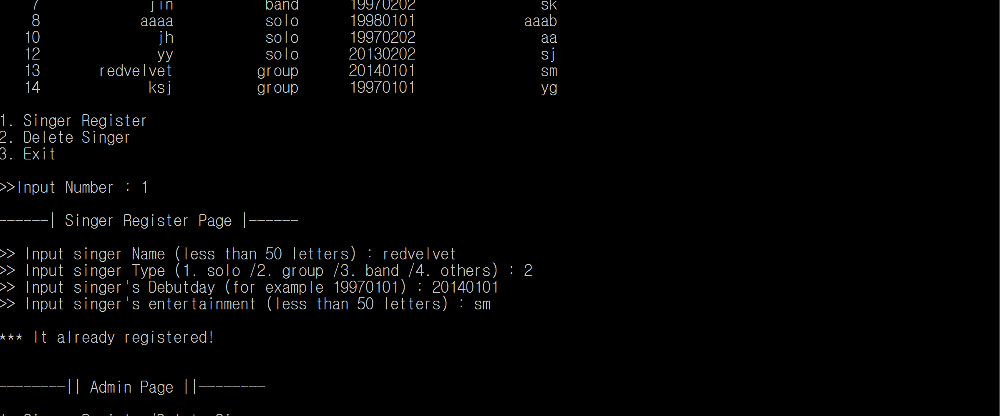 7 jin band 19970202 sk
8 aaaa solo 19980101 aaab
10 jh solo 19970202 aa
12 yy solo 20130202 sj
13 redvelvet group 20140101 sm
14 ksj group 19970101 yg
1. Singer Register
2. Delete Singer
3. Exit
>>Input Number : 1
------| Singer Register Page |------
>> Input singer Name (less than 50 letters) : redvelvet
>> Input singer Type (1. solo /2. group /3. band /4. others) : 2
>> Input singer's Debutday (for example 19970101) : 20140101
>> Input singer's entertainment (less than 50 letters) : sm
*** It already registered!
--------|| Admin Page ||--------